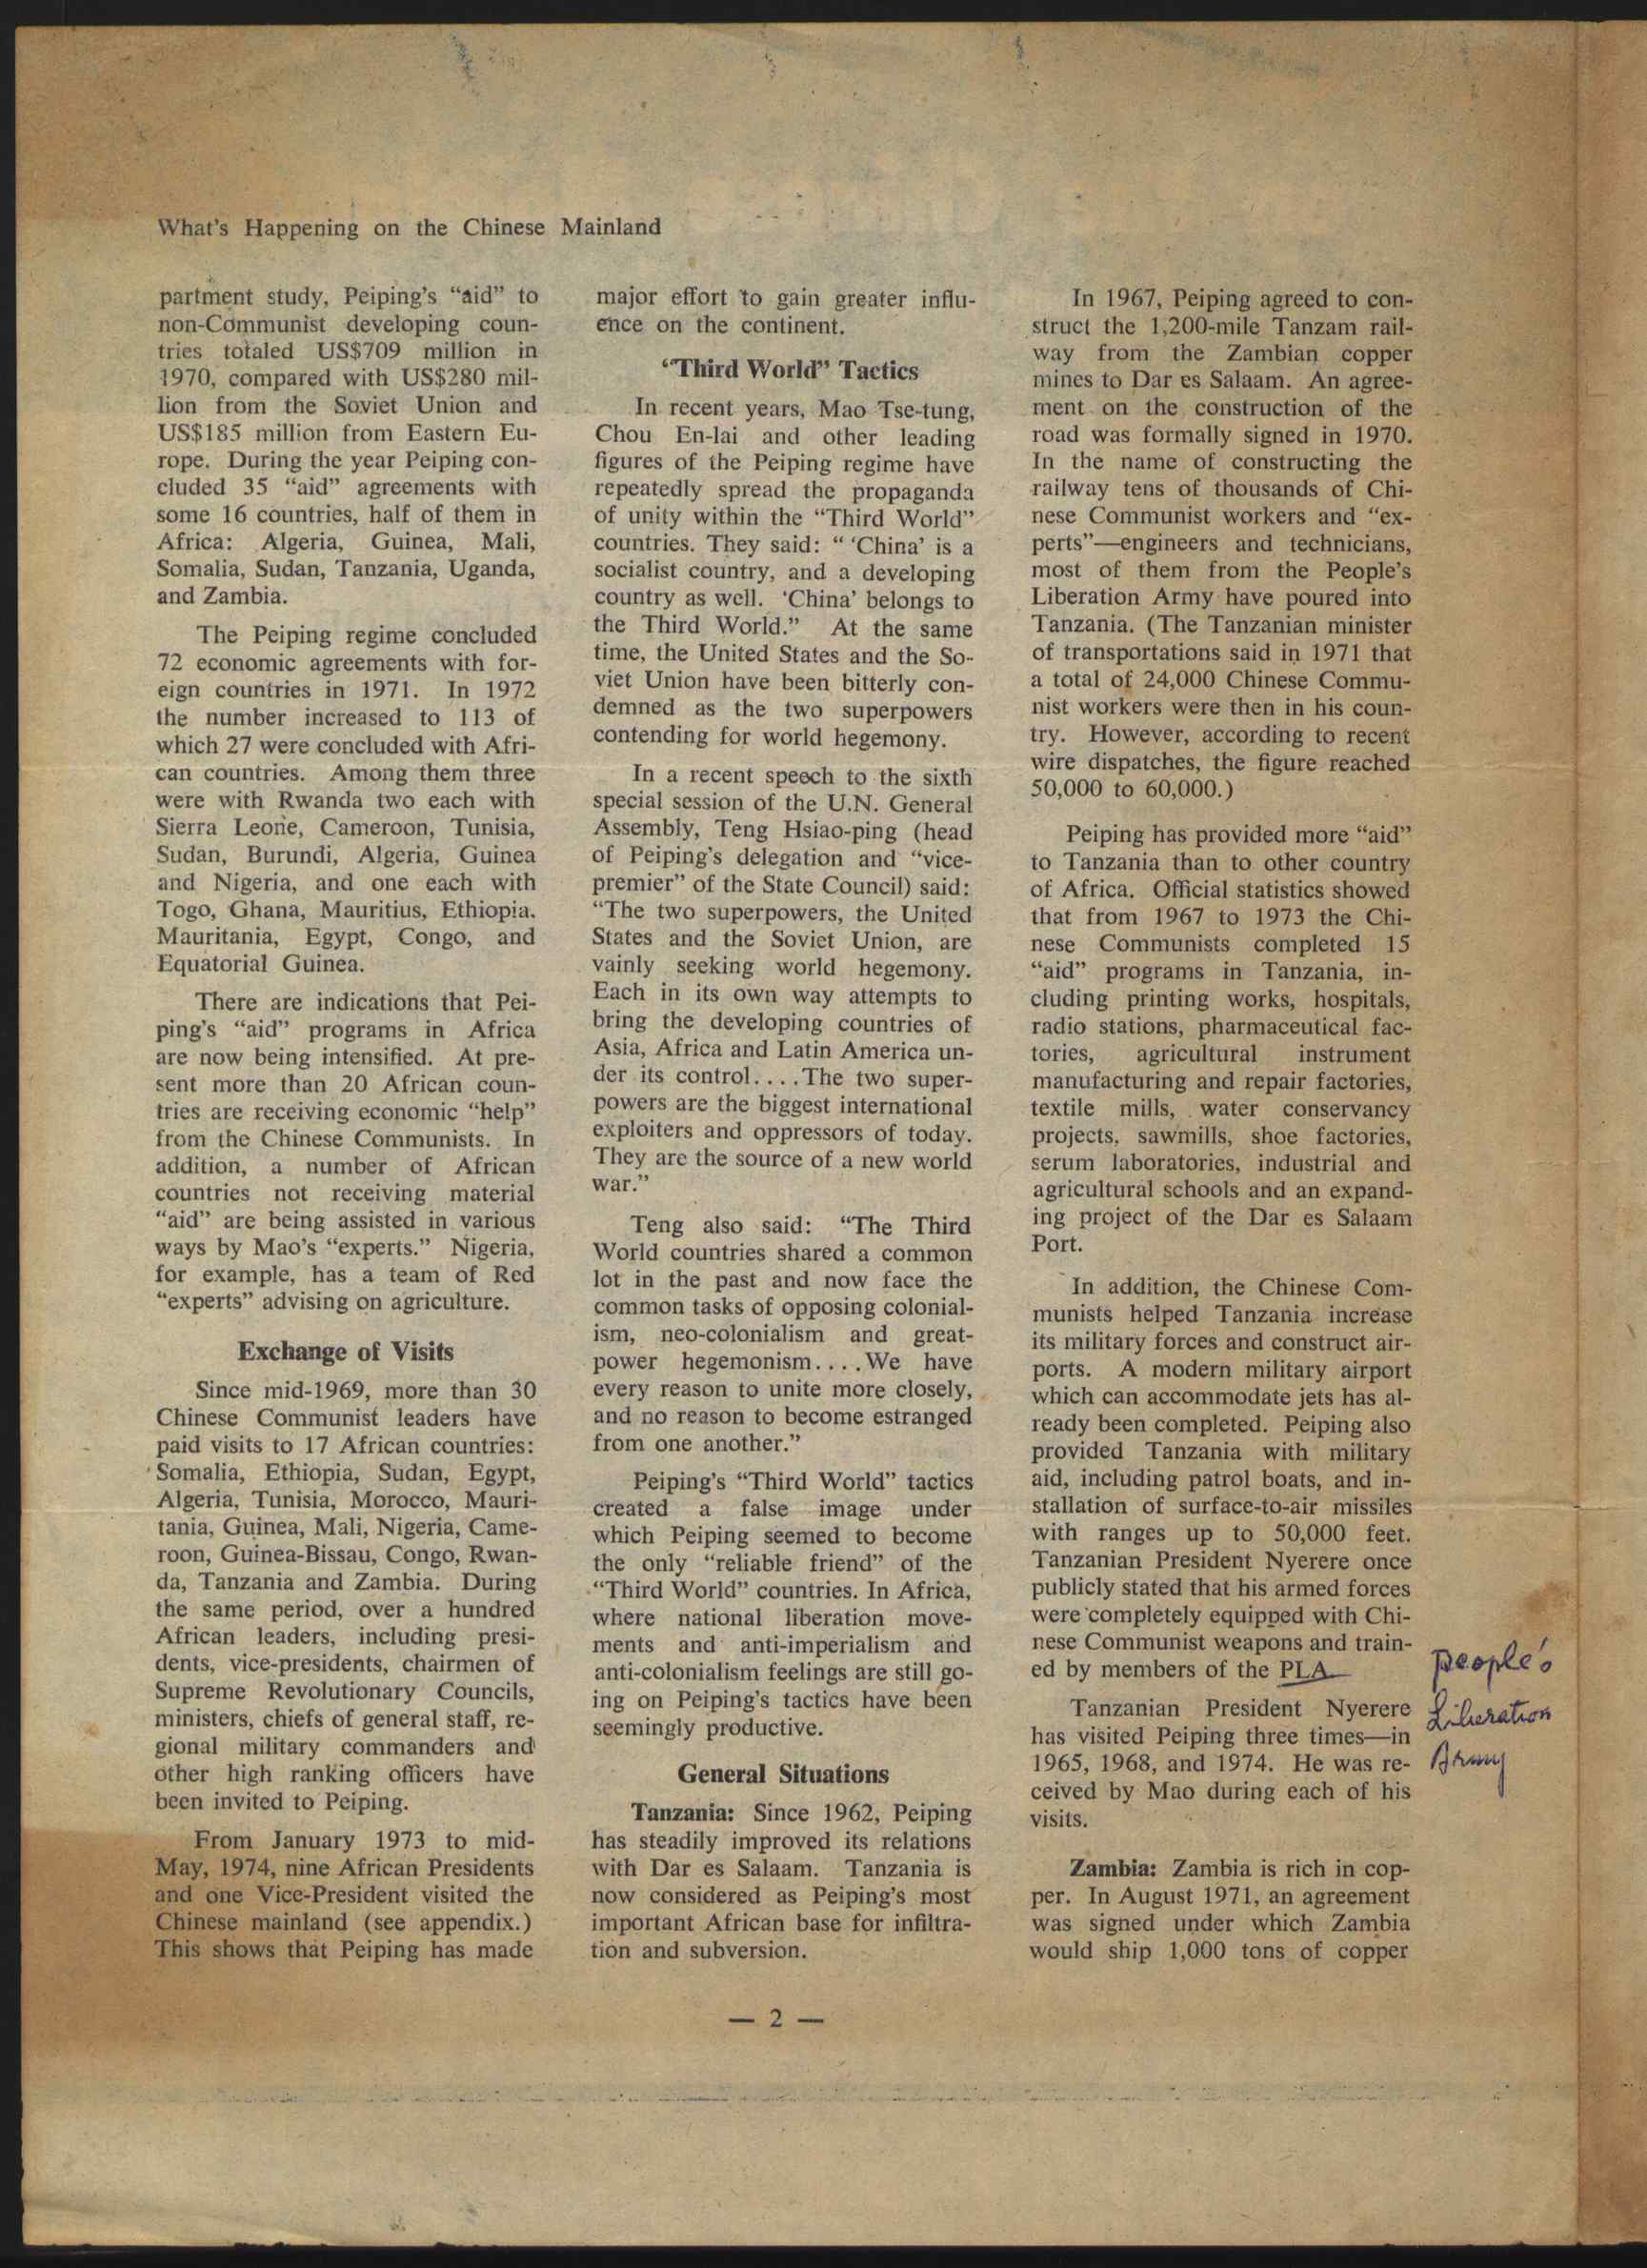 What's Happening on the Chinese Mainland
partment study, Peiping's "aid" to
non-Communist developing coun-
tries totaled US$709 million in
1970, compared with US$280 mil-
lion from the Soviet Union and
US$185 million from Eastern Eu-
rope. During the year Peiping con-
cluded 35 "aid" agreements with
some 16 countries, half of them in
Africa: Algeria, Guinea, Mali,
Somalia, Sudan, Tanzania, Uganda,
and Zambia.
The Peiping regime concluded
72 economic agreements with for-
eign countries in 1971. In 1972
the number increased to 113 of
which 27 were concluded with Afri-
can countries. Among them three
were with Rwanda two each with
Sierra Leone, Cameroon, Tunisia,
Sudan, Burundi, Algeria, Guinea
and Nigeria, and one each with
Togo, Ghana, Mauritius, Ethiopia.
Mauritania, Egypt, Congo, and
Equatorial Guinea.
There are indications that Pei-
ping's "aid" programs in Africa
are now being intensified. At pre-
sent more than 20 African coun-
tries are receiving economic "help"
from the Chinese Communists. In
addition, a number of African
countries not receiving material
"aid" are being assisted in various
ways by Mao's "experts." Nigeria,
for example, has a team of Red
"experts" advising on agriculture.
Exchange of Visits
Since mid-1969, more than 30
Chinese Communist leaders have
paid visits to 17 African countries:
Somalia, Ethiopia, Sudan, Egypt,
Algeria, Tunisia, Morocco, Mauri-
tania, Guinea, Mali, Nigeria, Came-
roon, Guinea-Bissau, Congo, Rwan-
da, Tanzania and Zambia. During
the same period, over a hundred
African leaders, including presi-
dents, vice-presidents, chairmen of
Supreme Revolutionary Councils,
ministers, chiefs of general staff, re-
gional military commanders and
other high ranking officers have
been invited to Peiping.
From January 1973 to mid-
May, 1974, nine African Presidents
and one Vice-President visited the
Chinese mainland (see appendix.)
This shows that Peiping has made
major effort to gain greater influ-
ence on the continent.
"Third World" Tactics
In recent years, Mao Tse-tung,
Chou En-lai and other leading
figures of the Peiping regime have
repeatedly spread the propaganda
of unity within the "Third World"
countries. They said: " 'China' is a
socialist country, and a developing
country as well. 'China' belongs to
the Third World." At the same
time, the United States and the So-
viet Union have been bitterly con-
demned as the two superpowers
contending for world hegemony.
In a recent speech to the sixth
special session of the U.N. General
Assembly, Teng Hsiao-ping (head
of Peiping's delegation and "vice-
premier" of the State Council) said:
"The two superpowers, the United
States and the Soviet Union, are
vainly seeking world hegemony.
Each in its own way attempts to
bring the developing countries of
Asia, Africa and Latin America un-
der its control....The two super-
powers are the biggest international
exploiters and oppressors of today.
They are the source of a new world
war."
Teng also said: "The Third
World countries shared a common
lot in the past and now face the
common tasks of opposing colonial-
ism, neo-colonialism and great-
power hegemonism....We have
every reason to unite more closely,
and no reason to become estranged
from one another."
Peiping's "Third World" tactics
created a false image under
which Peiping seemed to become
the only "reliable friend" of the
"Third World" countries. In Africa,
where national liberation move-
ments and anti-imperialism and
anti-colonialism feelings are still go-
ing on Peiping's tactics have been
seemingly productive.
General Situations
Tanzania: Since 1962, Peiping
has steadily improved its relations
with Dar es Salaam. Tanzania is
now considered as Peiping's most
important African base for infiltra-
tion and subversion.
In 1967, Peiping agreed to con-
struct the 1,200-mile Tanzam rail-
way from the Zambian copper
mines to Dar es Salaam. An agree-
ment on the construction of the
road was formally signed in 1970.
In the name of constructing the
railway tens of thousands of Chi-
nese Communist workers and "ex-
perts"—engineers and technicians,
most of them from the People's
Liberation Army have poured into
Tanzania. (The Tanzanian minister
of transportations said in 1971 that
a total of 24,000 Chinese Commu-
nist workers were then in his coun-
try. However, according to recent
wire dispatches, the figure reached
50,000 to 60,000.)
Peiping has provided more "aid"
to Tanzania than to other country
of Africa. Official statistics showed
that from 1967 to 1973 the Chi-
nese Communists completed 15
"aid" programs in Tanzania, in-
cluding printing works, hospitals,
radio stations, pharmaceutical fac-
tories, agricultural instrument
manufacturing and repair factories,
textile mills, water conservancy
projects, sawmills, shoe factories,
serum laboratories, industrial and
agricultural schools and an expand-
ing project of the Dar es Salaam
Port.
In addition, the Chinese Com-
munists helped Tanzania increase
its military forces and construct air-
ports. A modern military airport
which can accommodate jets has al-
ready been completed. Peiping also
provided Tanzania with military
aid, including patrol boats, and in-
stallation of surface-to-air missiles
with ranges up to 50,000 feet.
Tanzanian President Nyerere once
publicly stated that his armed forces
were completely equipped with Chi-
nese Communist weapons and train-
ed by members of the PLA.
People's
Liberation
Army
Tanzanian President Nyerere
has visited Peiping three times—in
1965, 1968, and 1974. He was re-
ceived by Mao during each of his
visits.
Zambia: Zambia is rich in cop-
per. In August 1971, an agreement
was signed under which Zambia
would ship 1,000 tons of copper
— 2 —